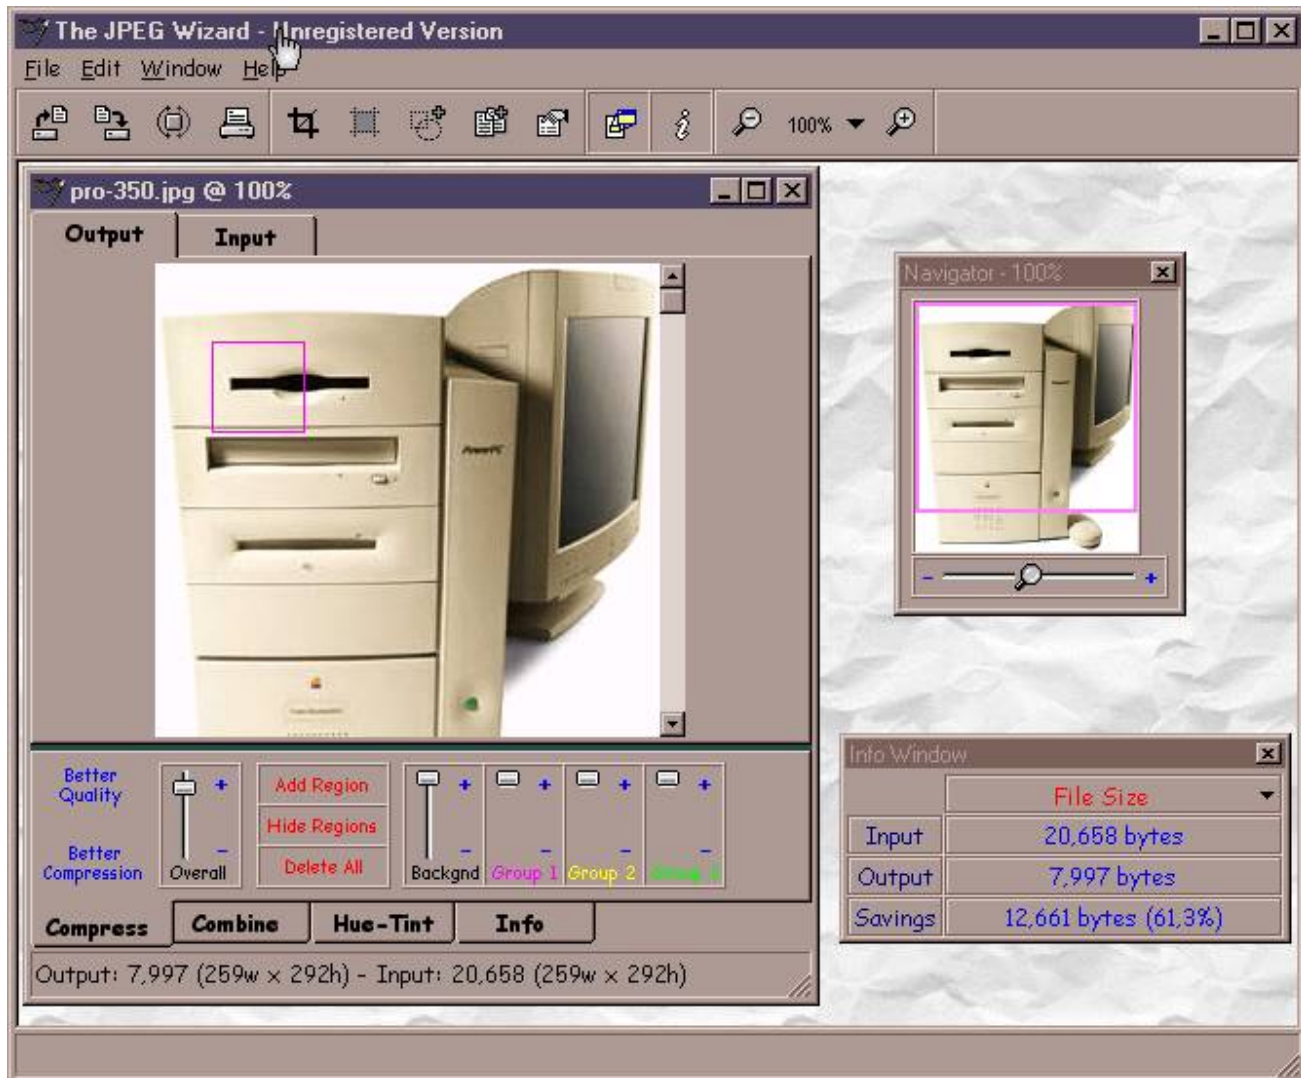 The JPEG Wizard - Unregistered Version
File Edit Window Help
100%
pro-350.jpg @ 100%
Output Input
PowerPC
Navigator - 100%
- +
Better Quality
Better Compression
+ - Overall
Add Region
Hide Regions
Delete All
+ - Backgnd
+ - Group 1
+ - Group 2
+ -
Compress Combine Hue-Tint Info
Output: 7,997 (259w × 292h) - Input: 20,658 (259w × 292h)
Info Window
File Size
Input 20,658 bytes
Output 7,997 bytes
Savings 12,661 bytes (61,3%)